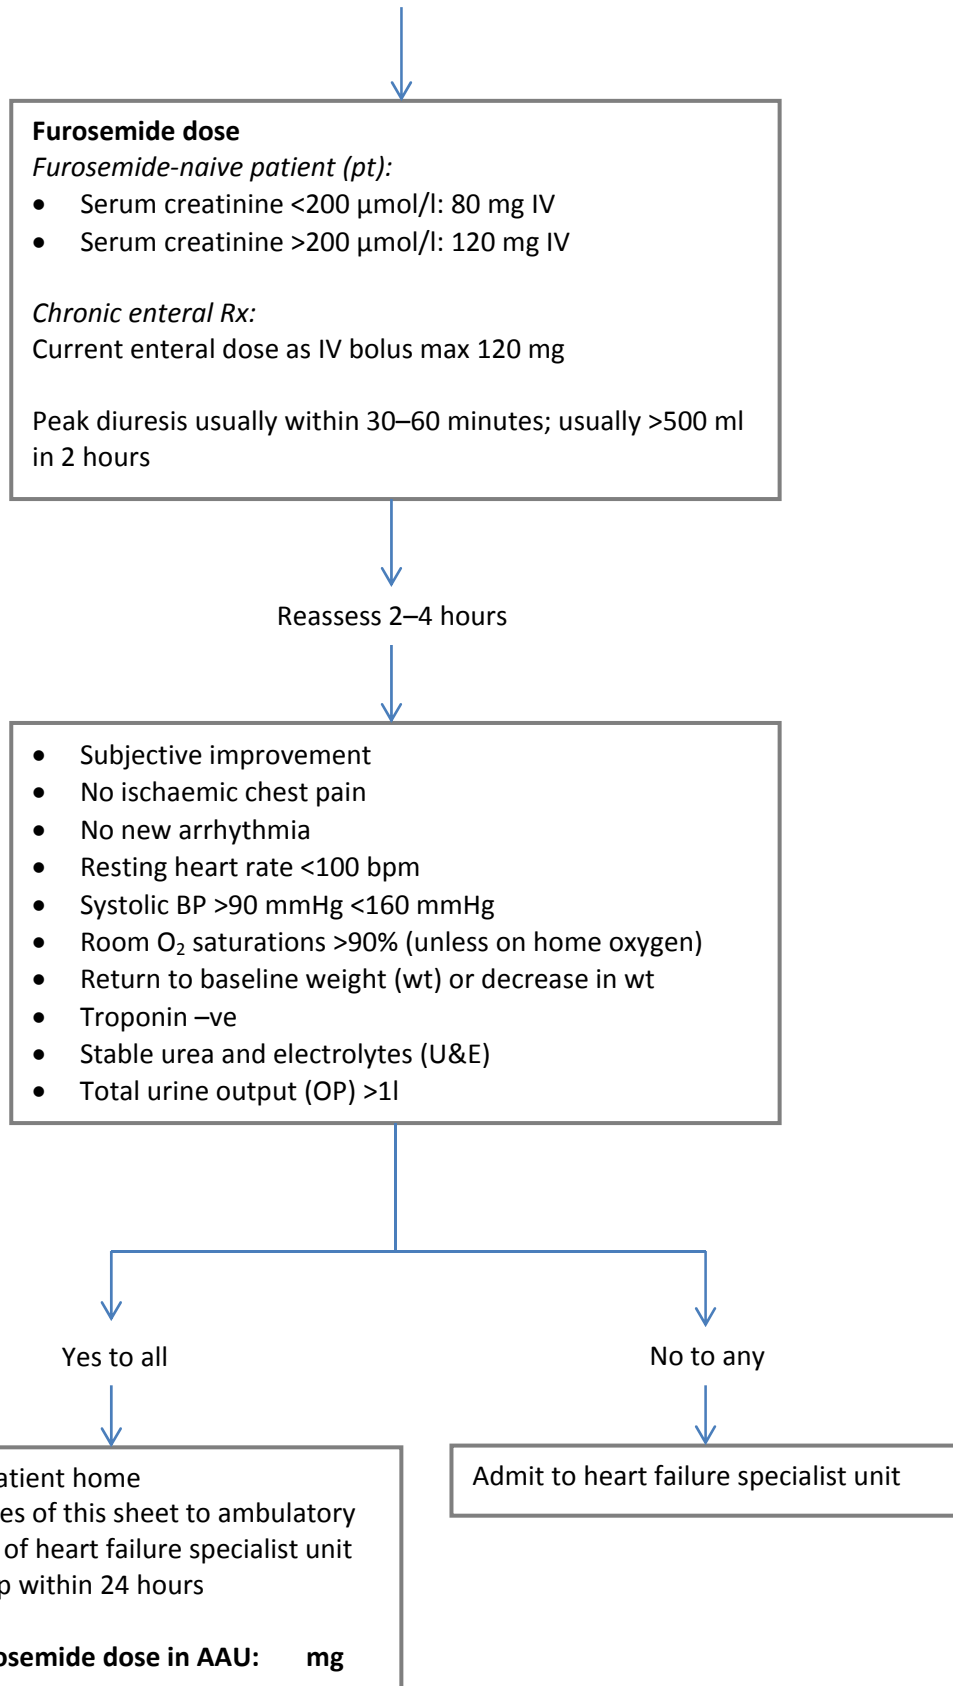 Furosemide dose
Furosemide-naive patient (pt):
• Serum creatinine <200 µmol/l: 80 mg IV
• Serum creatinine >200 µmol/l: 120 mg IV
Chronic enteral Rx:
Current enteral dose as IV bolus max 120 mg
Peak diuresis usually within 30–60 minutes; usually >500 ml
in 2 hours
Reassess 2–4 hours
• Subjective improvement
• No ischaemic chest pain
• No new arrhythmia
• Resting heart rate <100 bpm
• Systolic BP >90 mmHg <160 mmHg
• Room O₂ saturations >90% (unless on home oxygen)
• Return to baseline weight (wt) or decrease in wt
• Troponin –ve
• Stable urea and electrolytes (U&E)
• Total urine output (OP) >1l
Yes to all
No to any
home
of this sheet to ambulatory
of heart failure specialist unit
within 24 hours
dose in AAU: mg
Admit to heart failure specialist unit